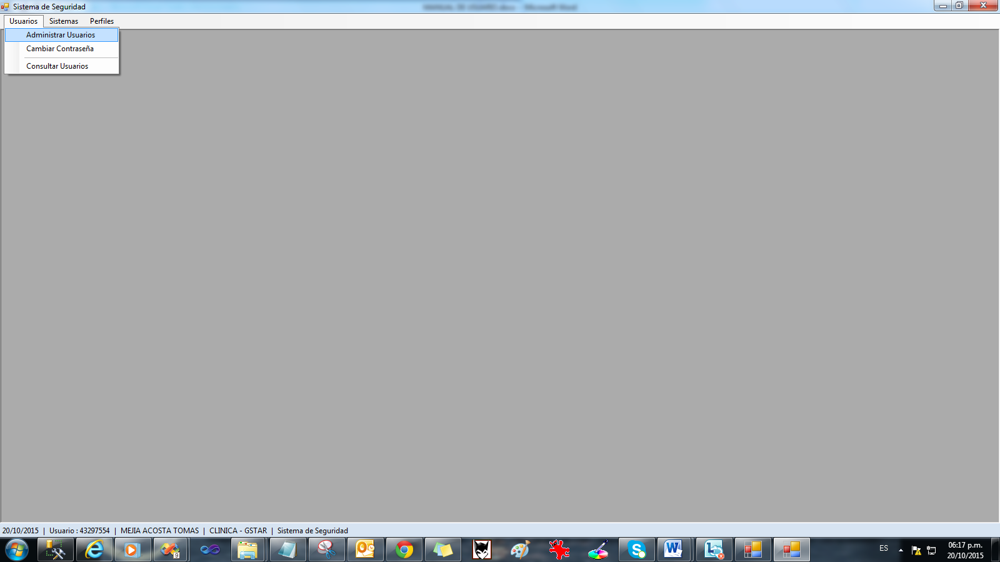 Sistema de Seguridad
Usuarios Sistemas Perfiles
Administrar Usuarios
Cambiar Contraseña
Consultar Usuarios
20/10/2015 | Usuario : 43297554 | MEJIA ACOSTA TOMAS | CLINICA - GSTAR | Sistema de Seguridad
9
ES
06:17 p.m.
20/10/2015